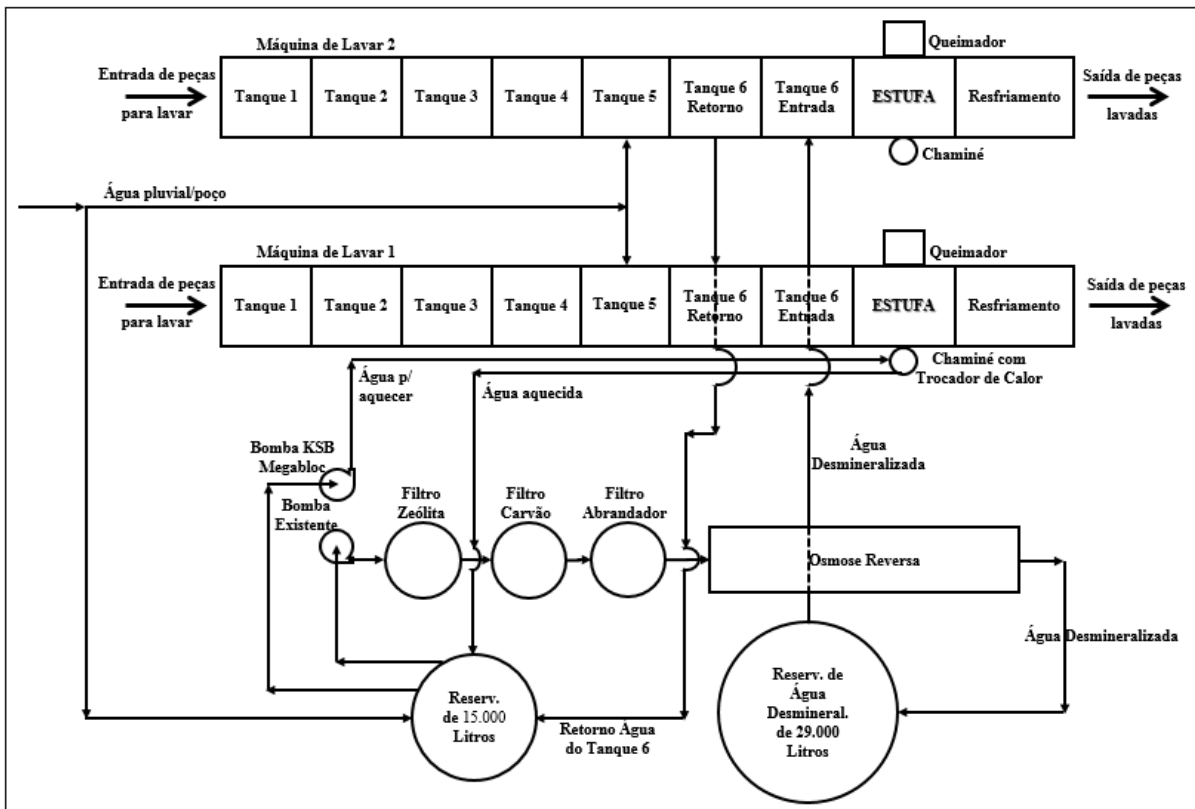 Máquina de Lavar 2
Queimador
Entrada de peças
para lavar
Tanque 1
Tanque 2
Tanque 3
Tanque 4
Tanque 5
Tanque 6
Retorno
Tanque 6
Entrada
ESTUFA
Resfriamento
Saída de peças
lavadas
Chaminé
Água pluvial/poço
Máquina de Lavar 1
Queimador
Entrada de peças
para lavar
Tanque 1
Tanque 2
Tanque 3
Tanque 4
Tanque 5
Tanque 6
Retorno
Tanque 6
Entrada
ESTUFA
Resfriamento
Saída de peças
lavadas
Chaminé com
Trocador de Calor
Água p/
aquecer
Água aquecida
Bomba KSB
Megabloc
Bomba
Existente
Filtro
Zeólita
Filtro
Carvão
Filtro
Abrandador
Água
Desmineralizada
Osmose Reversa
Água Desmineralizada
Reserv.
de 15.000
Litros
Retorno Água
do Tanque 6
Reserv. de
Água
Desmineral.
de 29.000
Litros